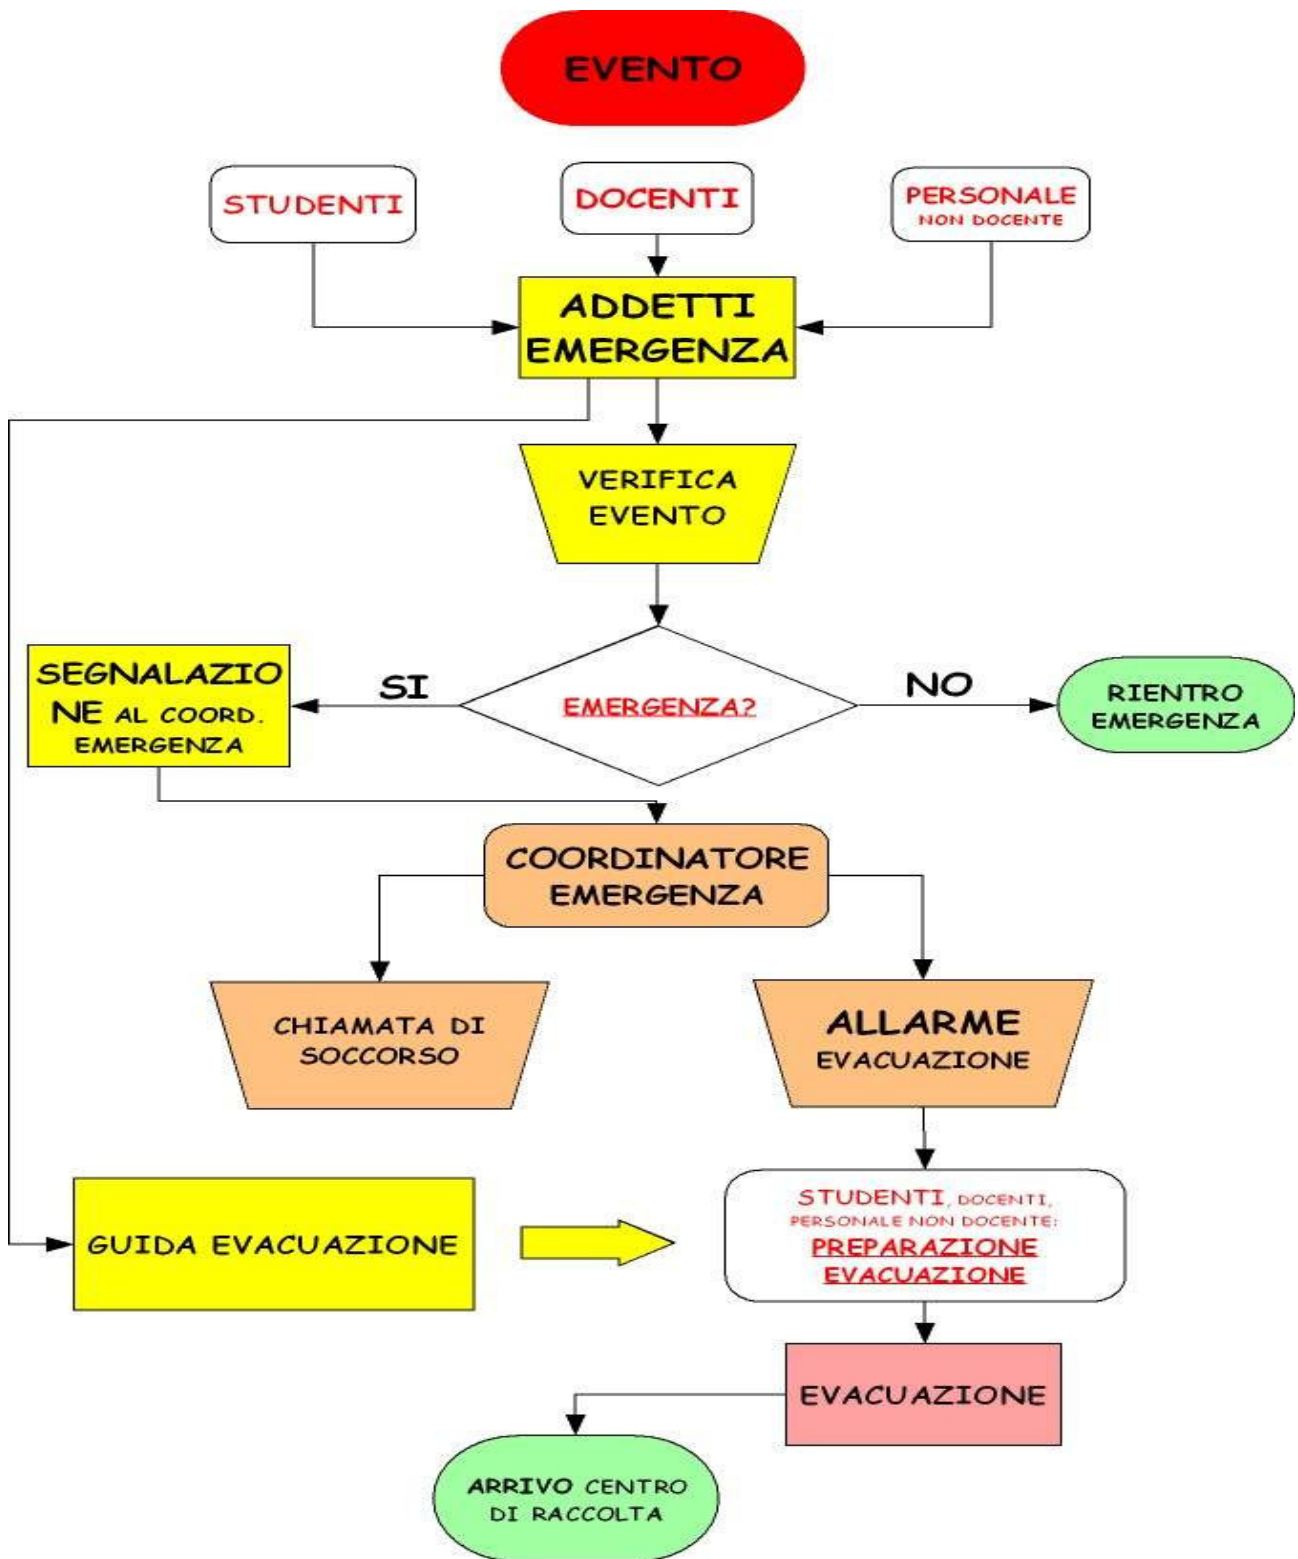 EVENTO
STUDENTI
DOCENTI
PERSONALE
NON DOCENTE
ADDETTI
EMERGENZA
VERIFICA
EVENTO
SEGNALAZIO
NE AL COORD.
EMERGENZA
SI
EMERGENZA?
NO
RIENTRO
EMERGENZA
COORDINATORE
EMERGENZA
CHIAMATA DI
SOCCORSO
ALLARME
EVACUAZIONE
GUIDA EVACUAZIONE
STUDENTI, DOCENTI,
PERSONALE NON DOCENTE:
PREPARAZIONE
EVACUAZIONE
EVACUAZIONE
ARRIVO CENTRO
DI RACCOLTA